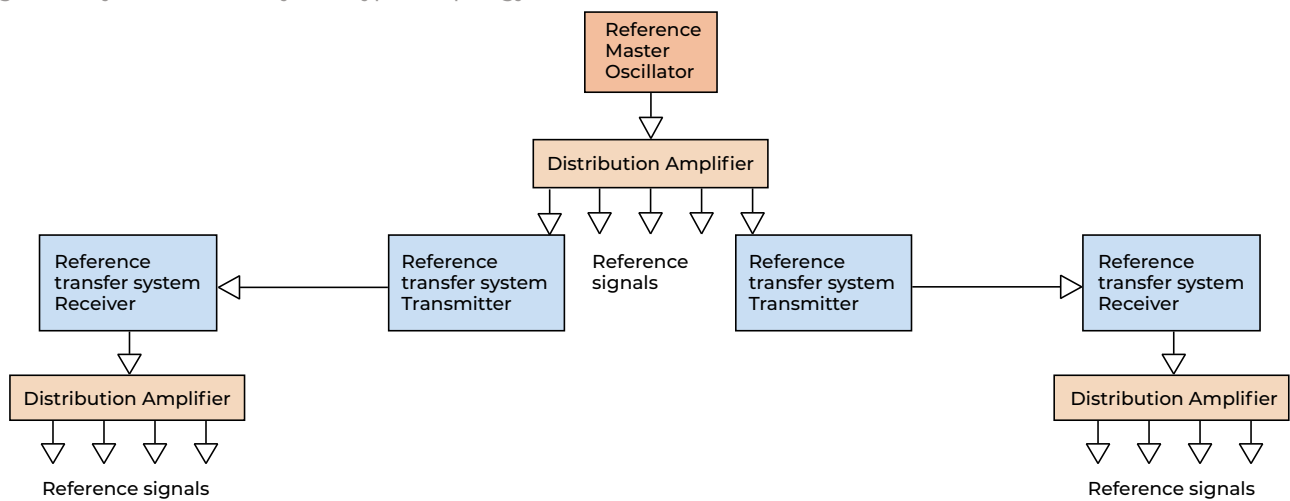 Reference
Master
Oscillator
Distribution Amplifier
Reference
transfer system
Receiver
Reference
transfer system
Transmitter
Reference
signals
Reference
transfer system
Transmitter
Reference
transfer system
Receiver
Distribution Amplifier
Distribution Amplifier
Reference signals
Reference signals